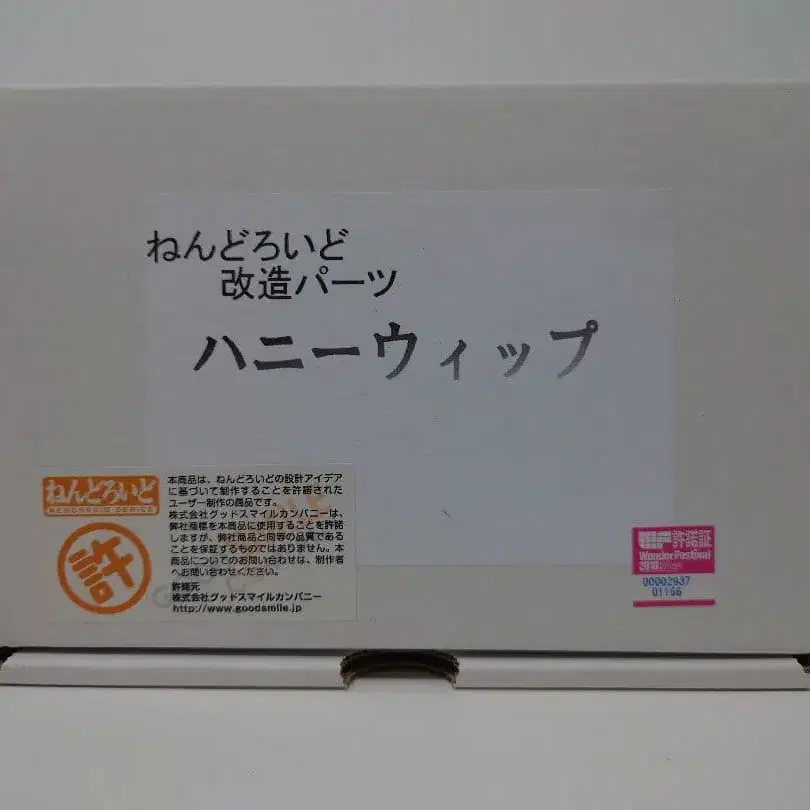 ねんどろいど
改造パーツ
ハニーウィップ
ねんどろいど
NENDOROID SERIES
許
本商品は、ねんどろいどの設計アイデア
に基づいて制作することを許諾された
ユーザー制作の商品です。
株式会社グッドスマイルカンパニーは、
弊社商標を本商品に使用することを許諾
しますが、弊社商品と同等の品質である
ことを保証するものではありません。本
商品についてのお問い合わせは、制作者
へお問い合わせください。
許諾元
株式会社グッドスマイルカンパニー
http://www.goodsmile.jp
許諾証
Wonder Festival
00002937
01166